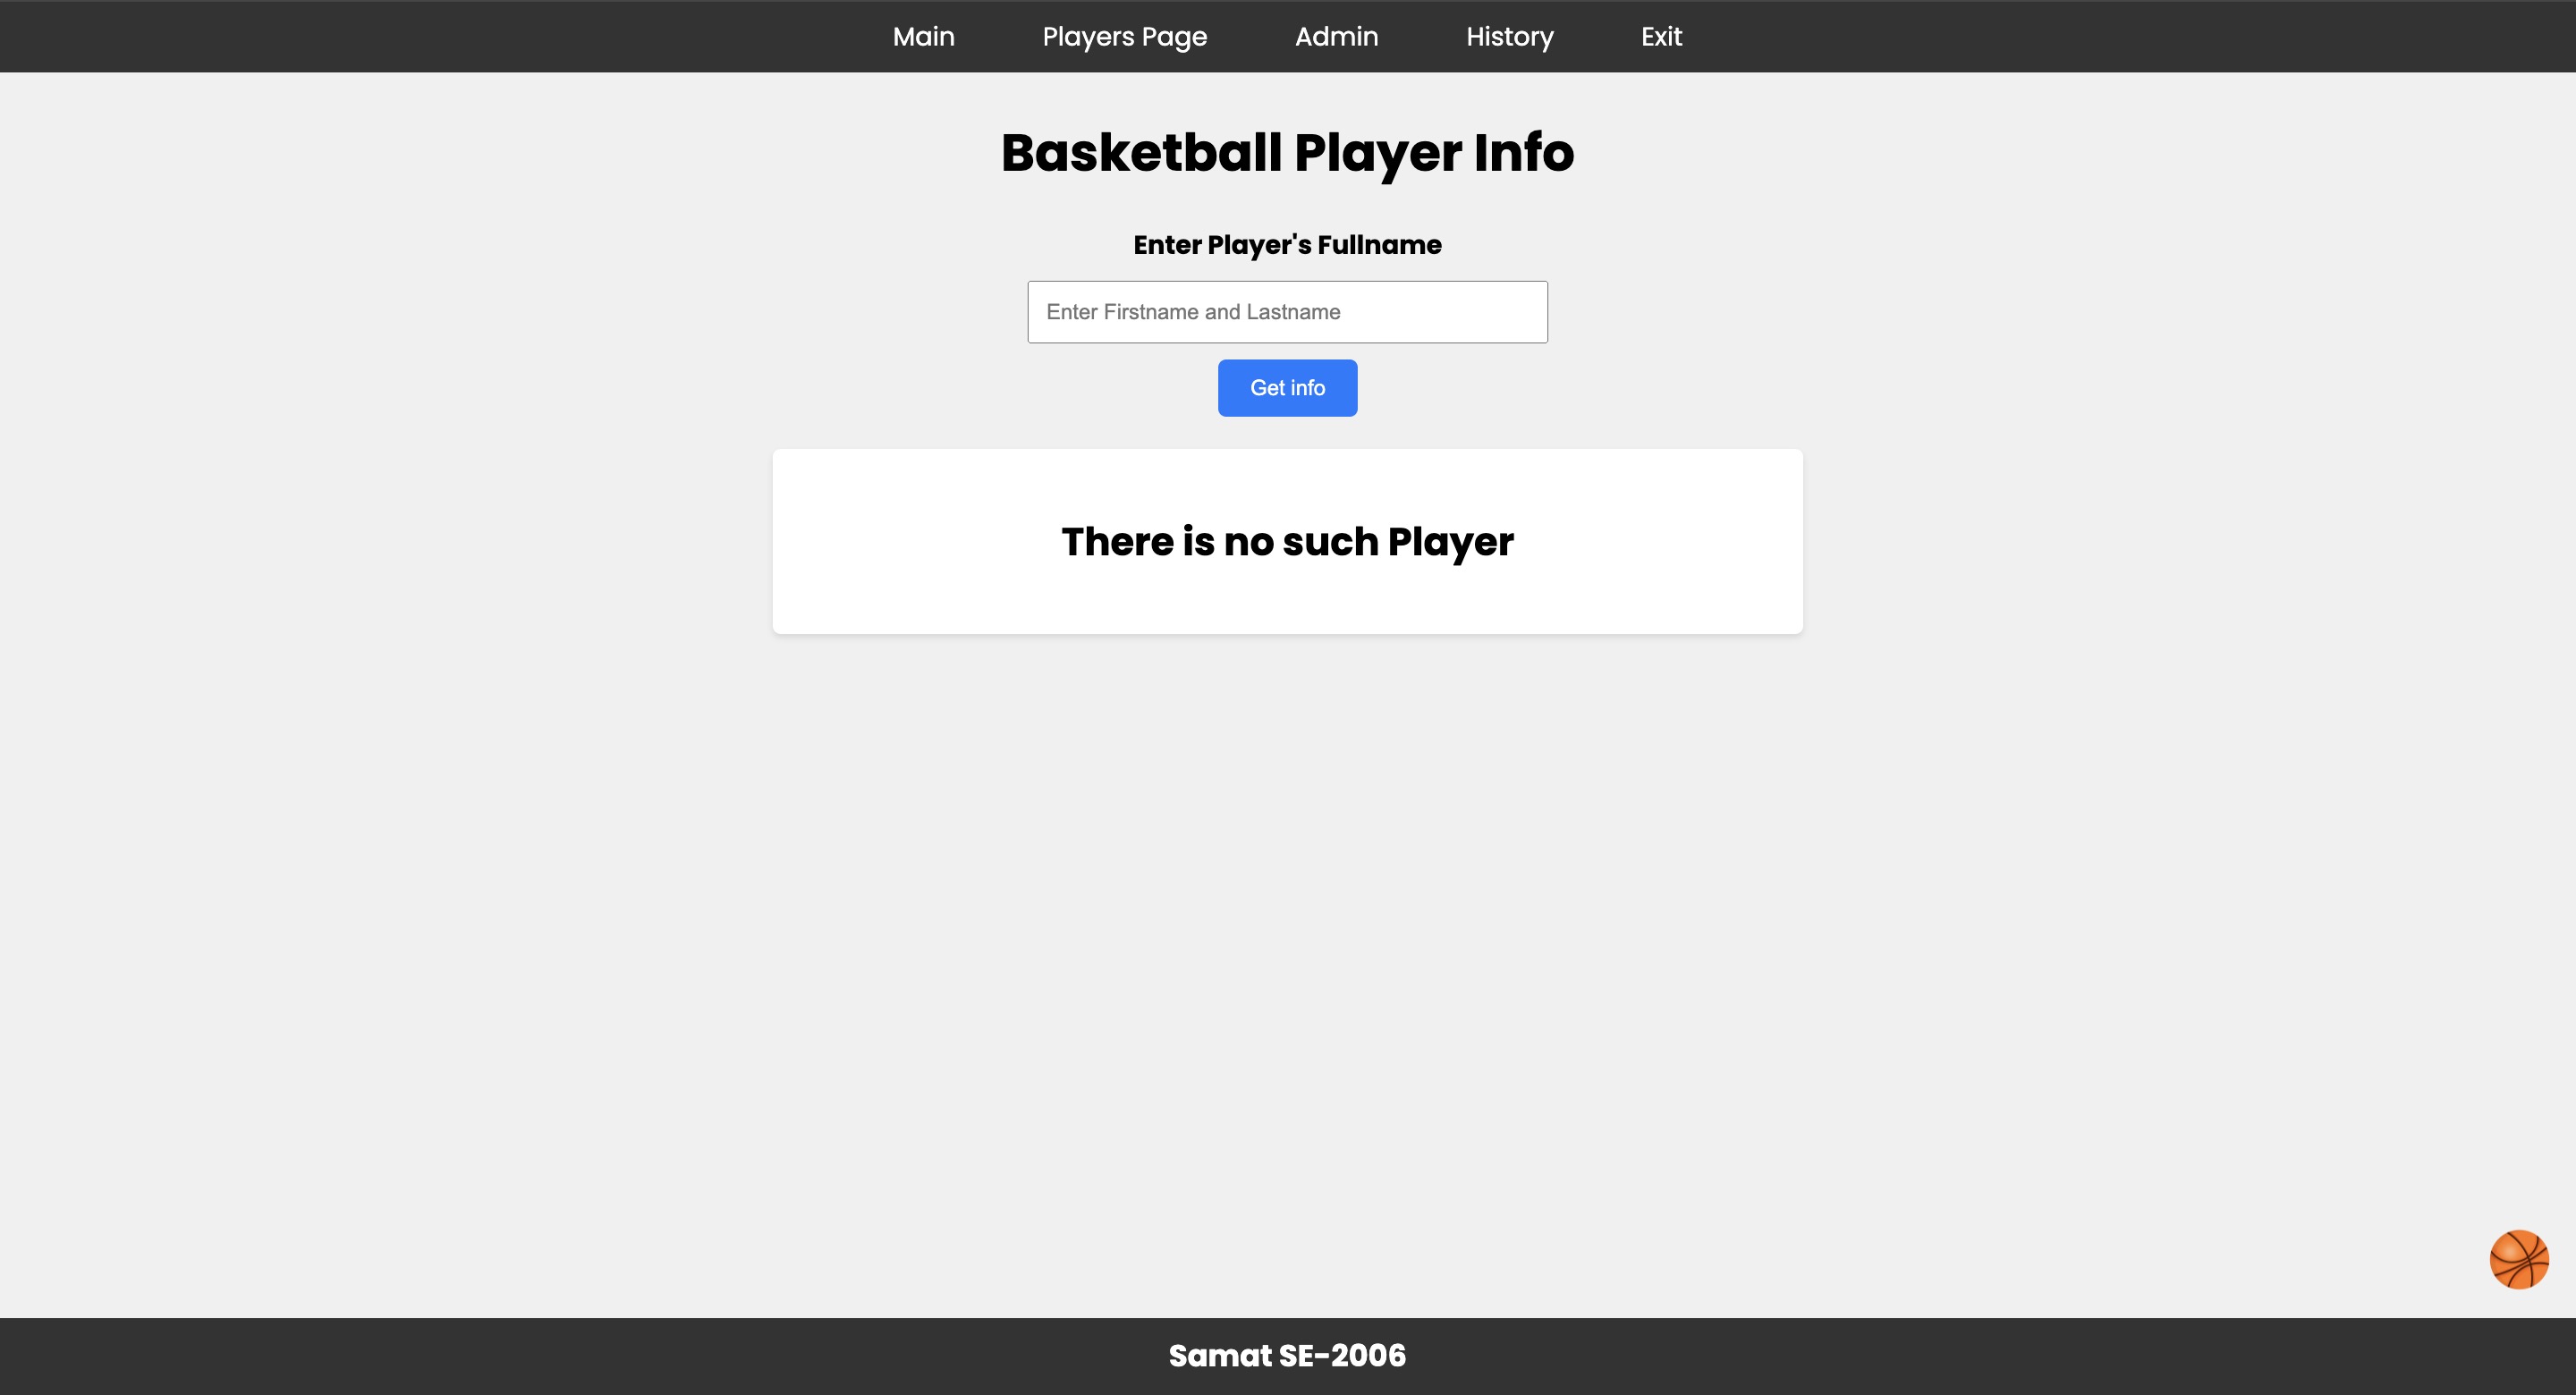 Main Players Page Admin History Exit
Basketball Player Info
Enter Player's Fullname
Enter Firstname and Lastname
Get info
There is no such Player
Samat SE-2006